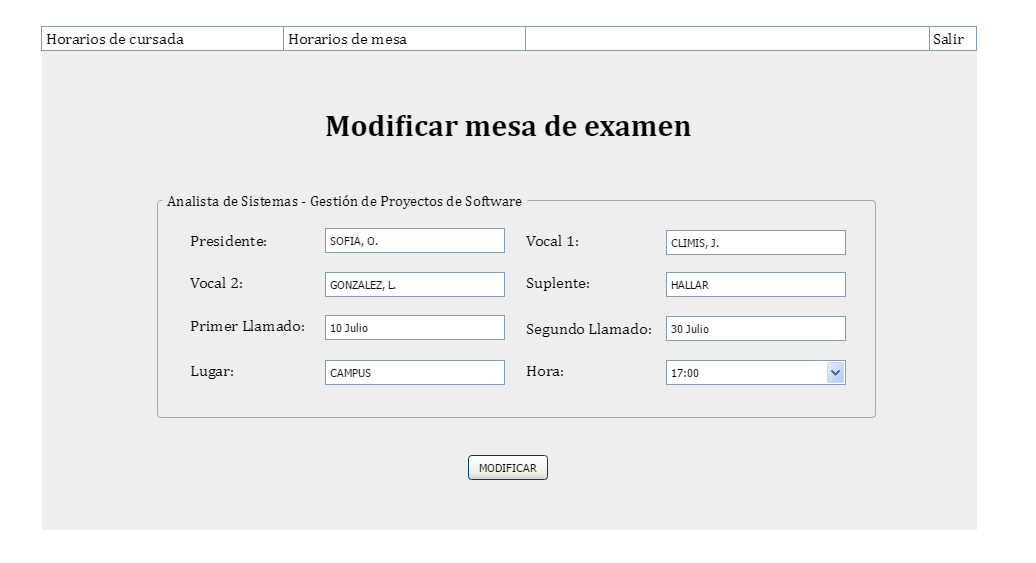 Horarios de cursada Horarios de mesa Salir
Modificar mesa de examen
Analista de Sistemas - Gestión de Proyectos de Software
Presidente: SOFIA, O. Vocal 1: CLIMIS, J.
Vocal 2: GONZALEZ, L. Suplente: HALLAR
Primer Llamado: 10 Julio Segundo Llamado: 30 Julio
Lugar: CAMPUS Hora: 17:00
MODIFICAR